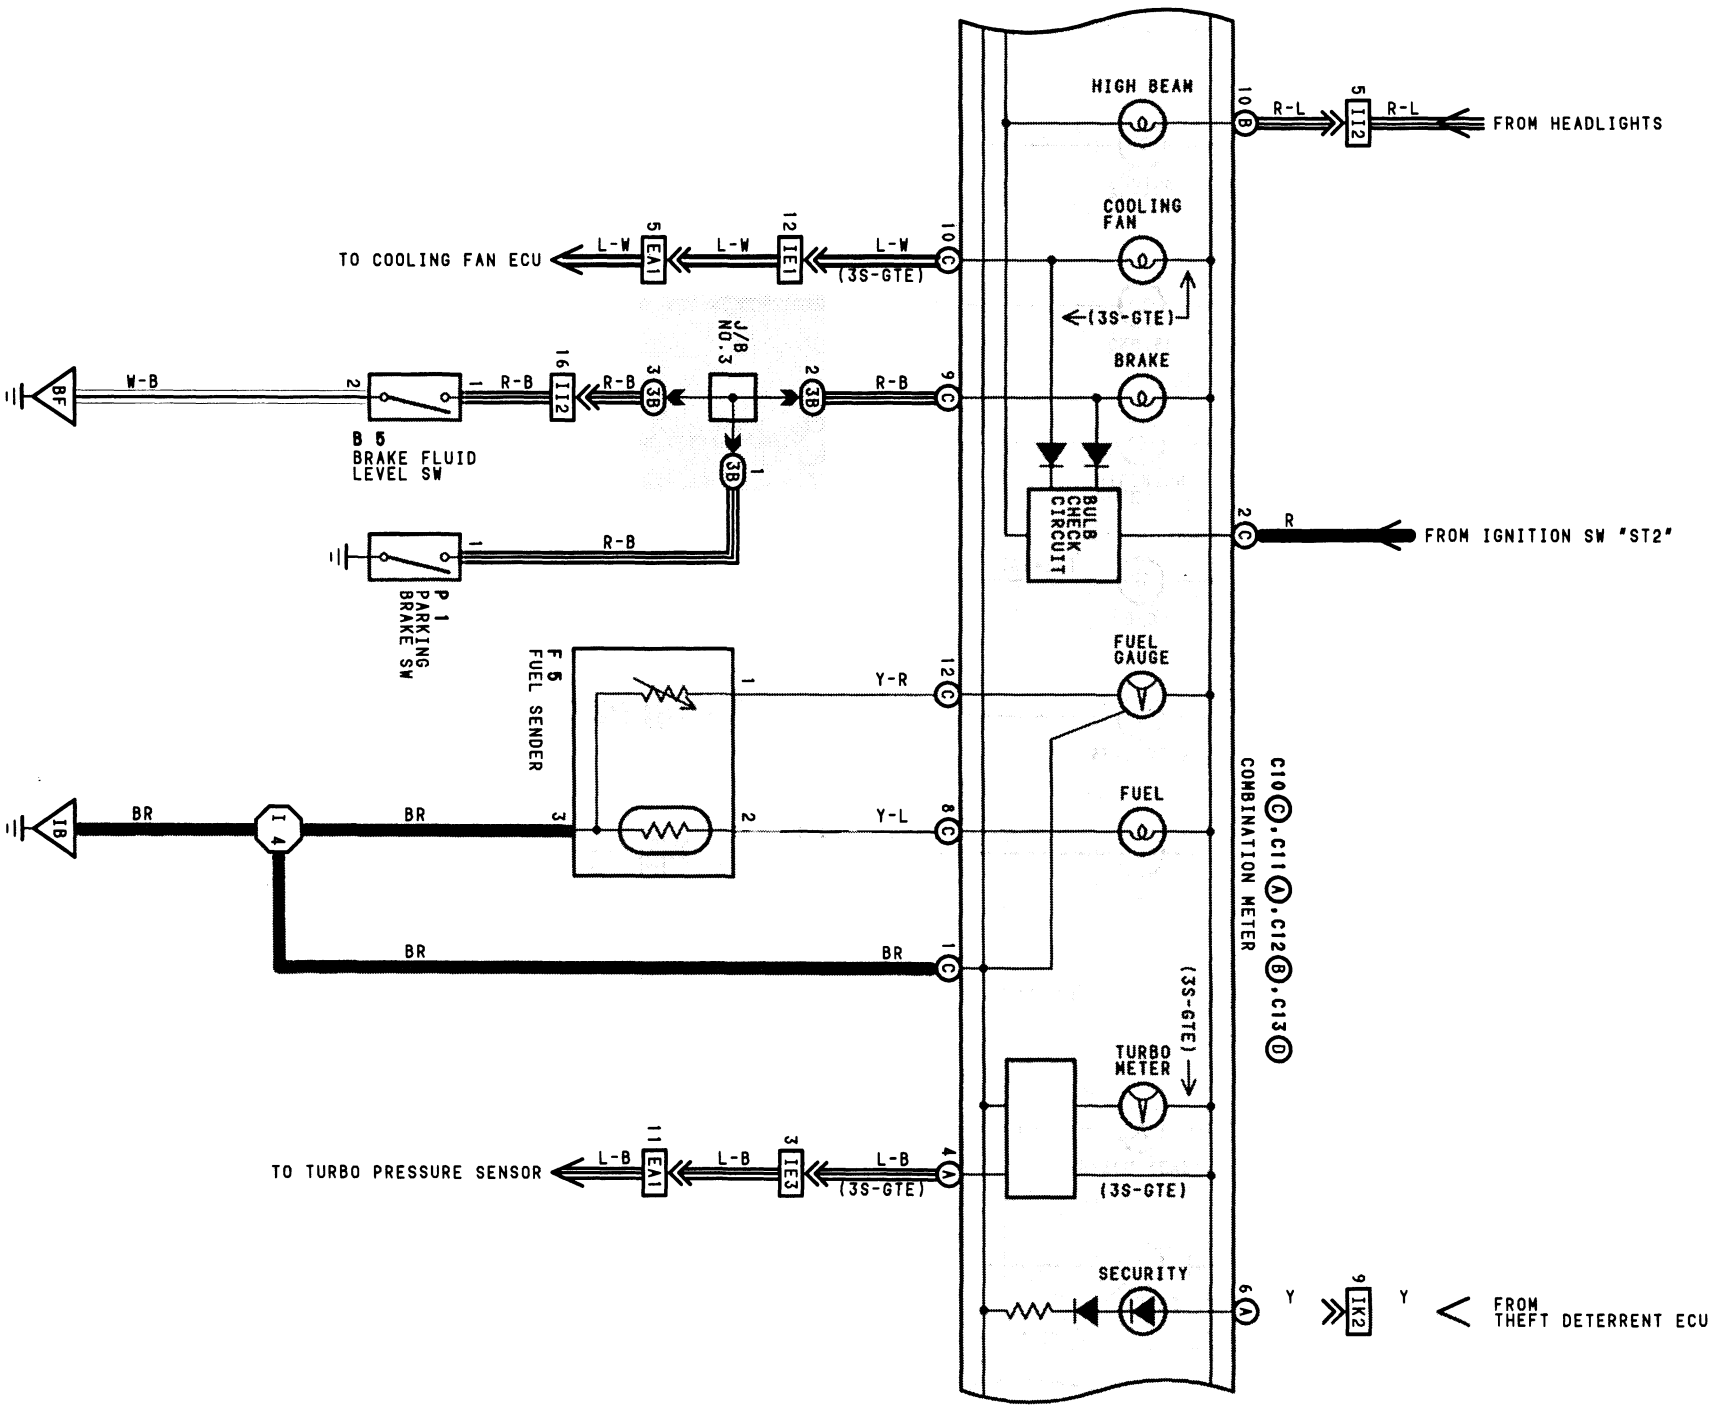 HIGH BEAM
10
B
R-L
5
II2
R-L
FROM HEADLIGHTS
COOLING
FAN
TO COOLING FAN ECU
L-W
5
EA1
L-W
12
IE1
L-W
(3S-GTE)
10
C
(3S-GTE)
J/B
NO.3
BRAKE
BF
W-B
2
1
R-B
16
II2
R-B
3
3B
2
3B
R-B
9
C
B 5
BRAKE FLUID
LEVEL SW
3B
1
BULB
CHECK
CIRCUIT
2
C
R
FROM IGNITION SW "ST2"
1
R-B
P 1
PARKING
BRAKE SW
FUEL
GAUGE
F 5
FUEL SENDER
1
Y-R
12
C
C10 C, C11 A, C12 B, C13 D
COMBINATION METER
FUEL
IB
BR
I 4
BR
3
2
Y-L
8
C
BR
BR
1
C
(3S-GTE)
TURBO
METER
TO TURBO PRESSURE SENSOR
L-B
11
EA1
L-B
3
IE3
L-B
(3S-GTE)
4
A
(3S-GTE)
SECURITY
6
A
Y
9
IK2
Y
FROM
THEFT DETERRENT ECU